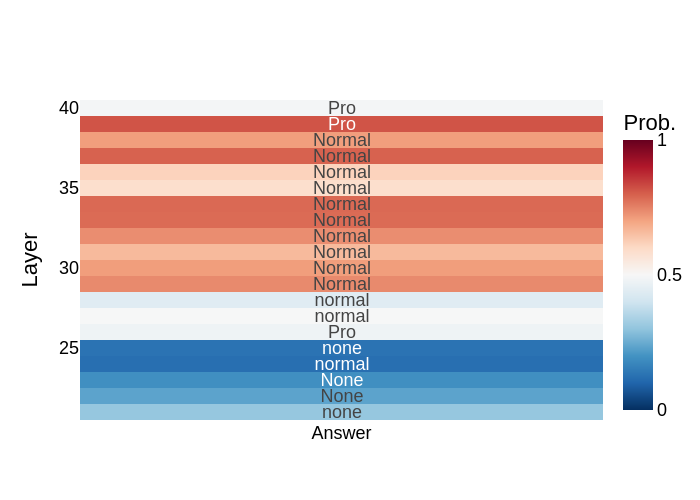 40
Pro
Prob.
Pro
1
Normal
Normal
Normal
35
Normal
Normal
Normal
Normal
Normal
Layer
30
Normal
0.5
Normal
normal
normal
Pro
25
none
normal
None
None
none
0
Answer